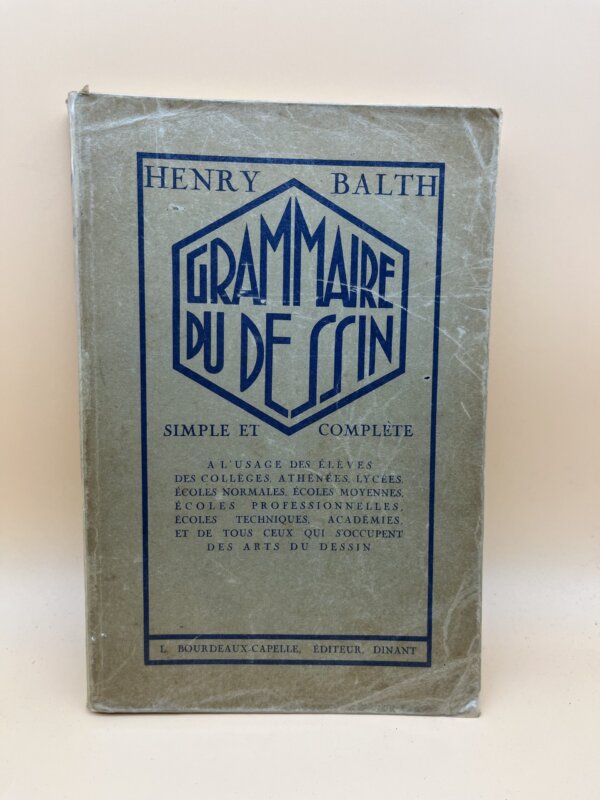 HENRY BALTH
GRAMMAIRE
DU DESSIN
SIMPLE ET COMPLÈTE
A L'USAGE DES ÉLÈVES
DES COLLÈGES, ATHÉNÉES, LYCÉES,
ÉCOLES NORMALES, ÉCOLES MOYENNES,
ÉCOLES PROFESSIONNELLES,
ÉCOLES TECHNIQUES, ACADÉMIES,
ET DE TOUS CEUX QUI S'OCCUPENT
DES ARTS DU DESSIN
L. BOURDEAUX-CAPELLE, ÉDITEUR, DINANT